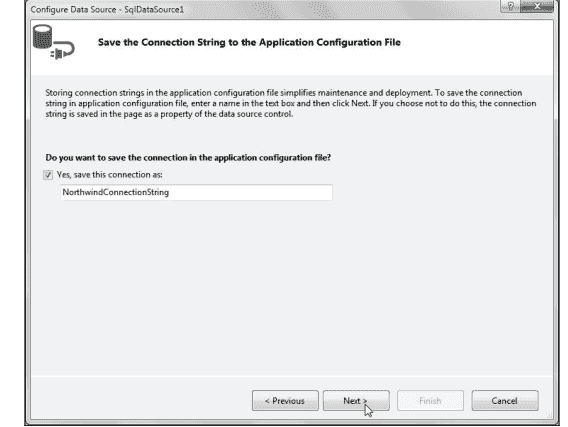 Configure Data Source - SqlDataSource1
Save the Connection String to the Application Configuration File
Storing connection strings in the application configuration file simplifies maintenance and deployment. To save the connection
string in application configuration file, enter a name in the text box and then click Next. If you choose not to do this, the connection
string is saved in the page as a property of the data source control.
Do you want to save the connection in the application configuration file?
Yes, save this connection as:
NorthwindConnectionString
< Previous
Next >
Finish
Cancel